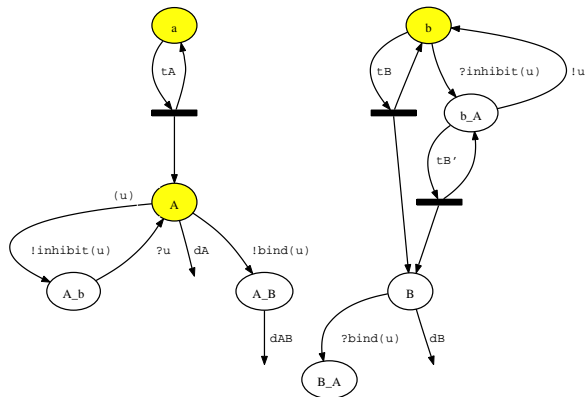 a
b
tA
tB
?inhibit(u)
!u
b_A
tB’
(u)
A
!inhibit(u)
?u
dA
!bind(u)
A_b
A_B
B
dAB
?bind(u)
dB
B_A